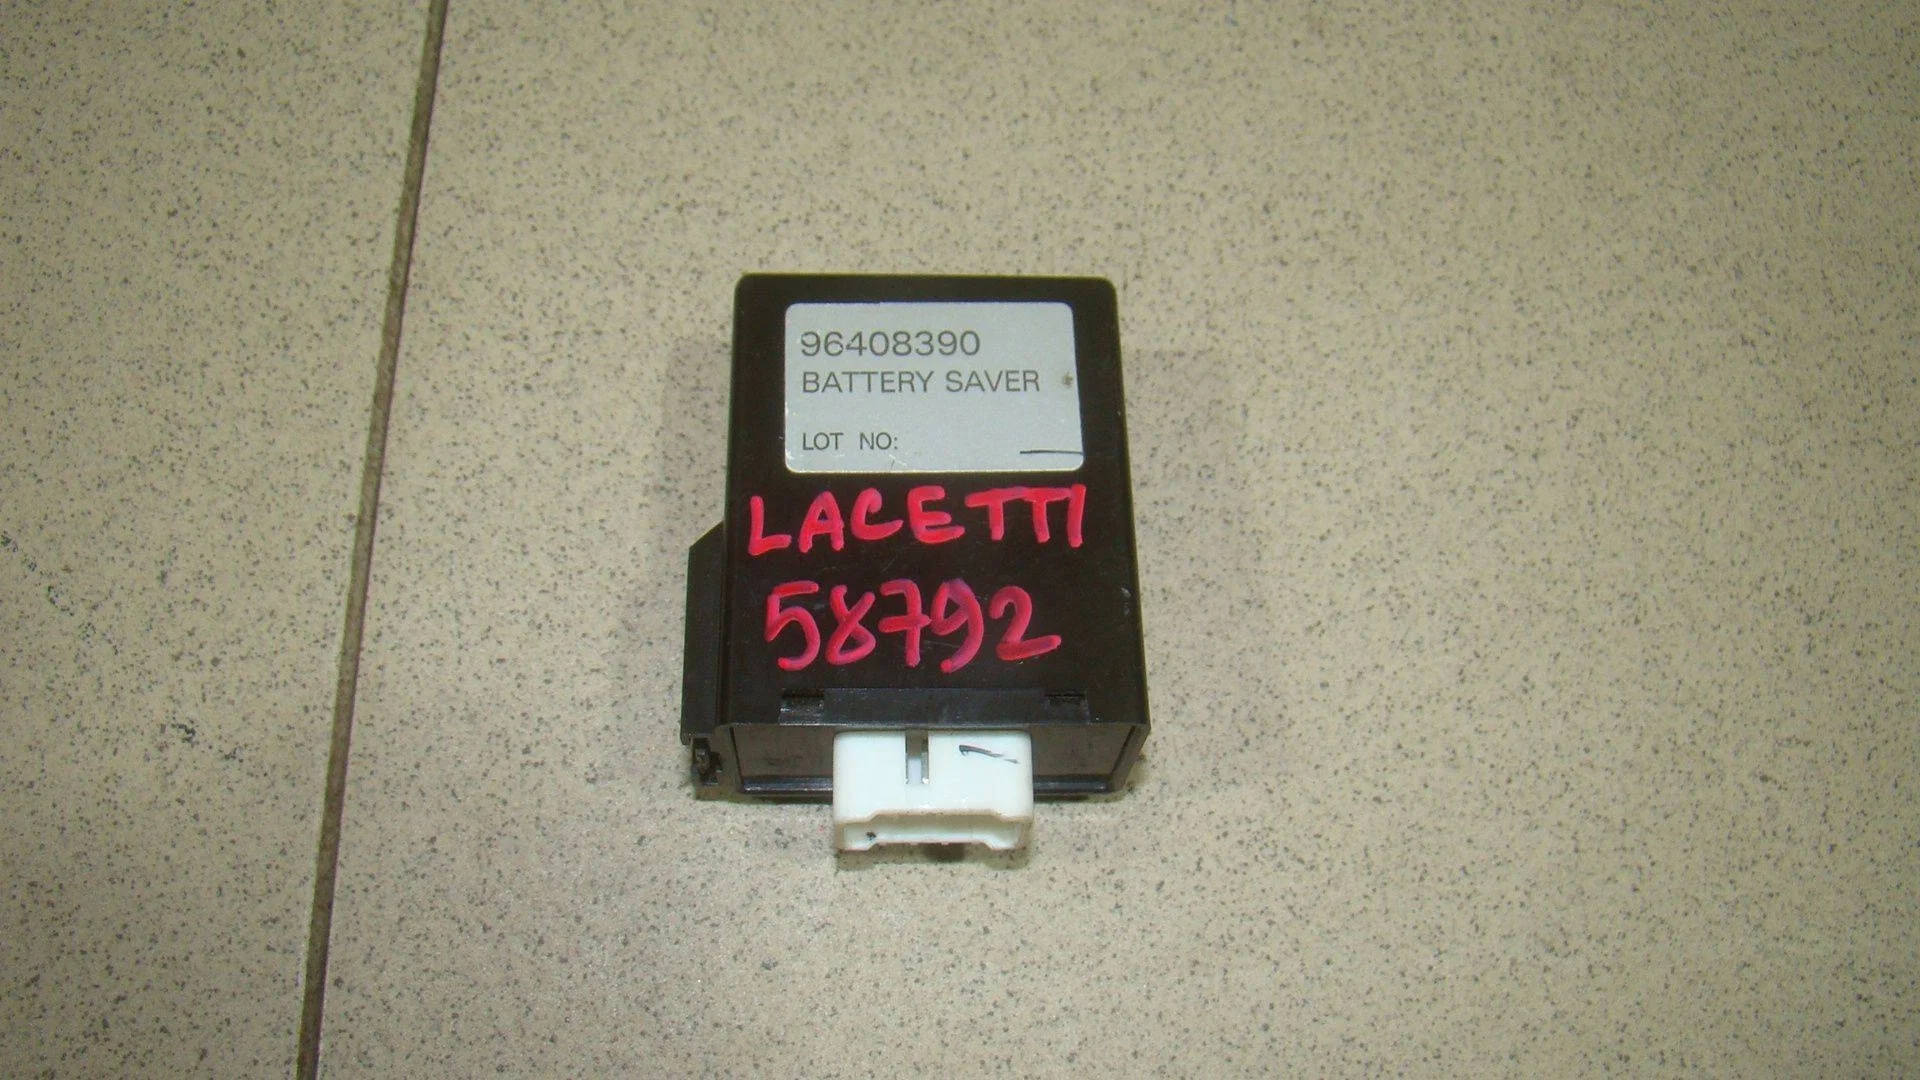 96408390
BATTERY SAVER
LOT NO:
LACETTI
58792